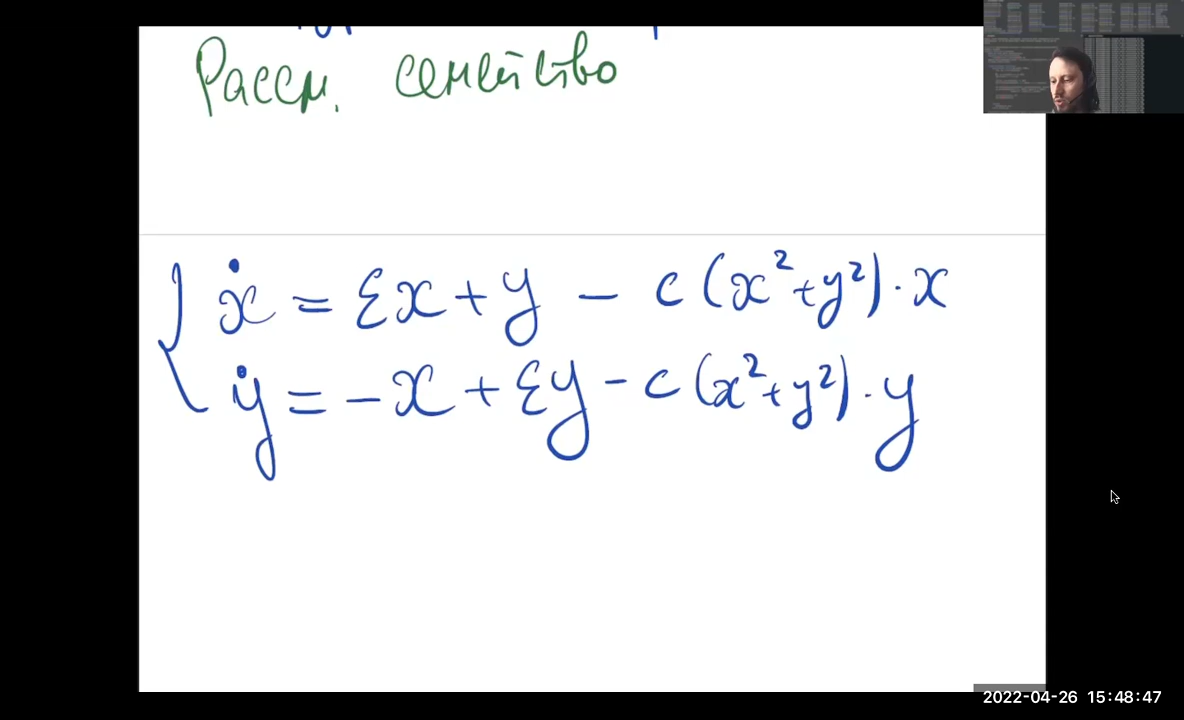 Рассм. семейство
ẋ = εx + y − c(x²+y²)·x
ẏ = −x + εy − c(x²+y²)·y
2022-04-26 15:48:47